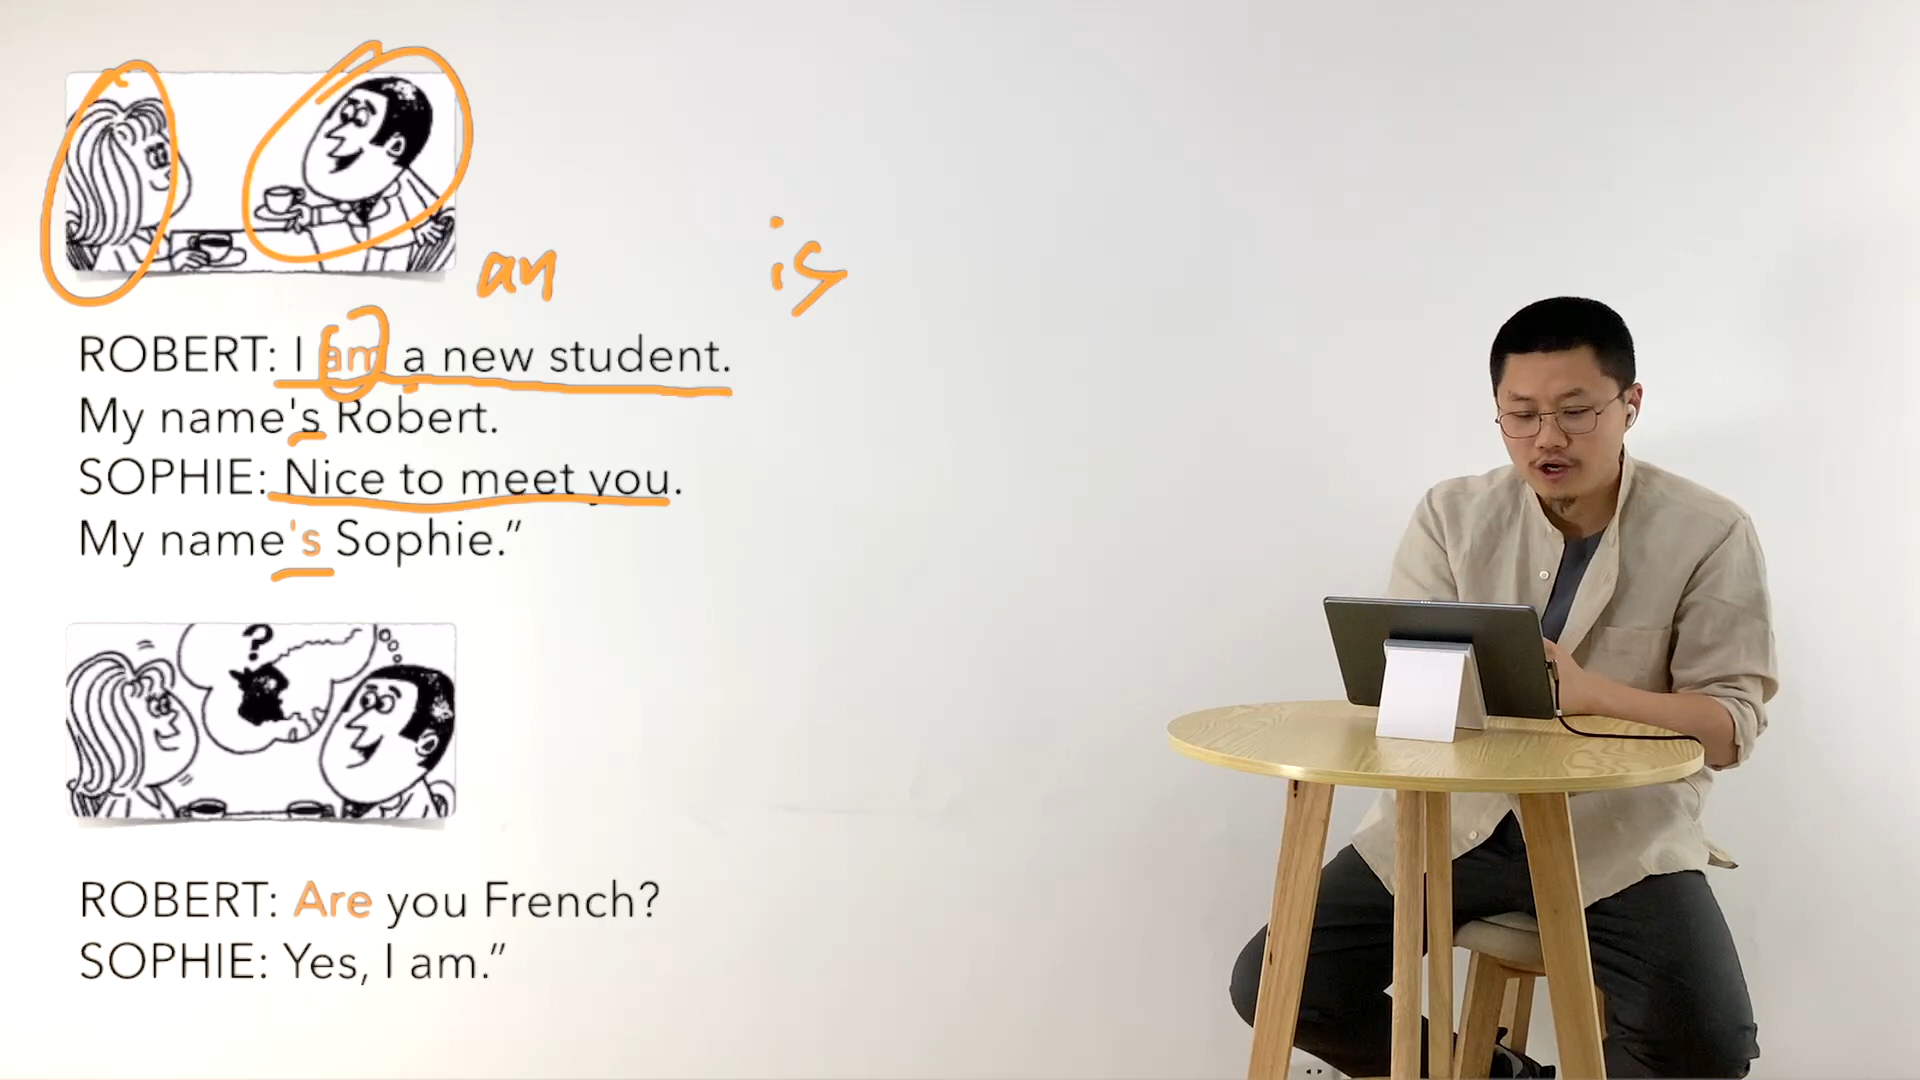 an is
ROBERT: I am a new student.
My name's Robert.
SOPHIE: Nice to meet you.
My name's Sophie.”
?
ROBERT: Are you French?
SOPHIE: Yes, I am.”